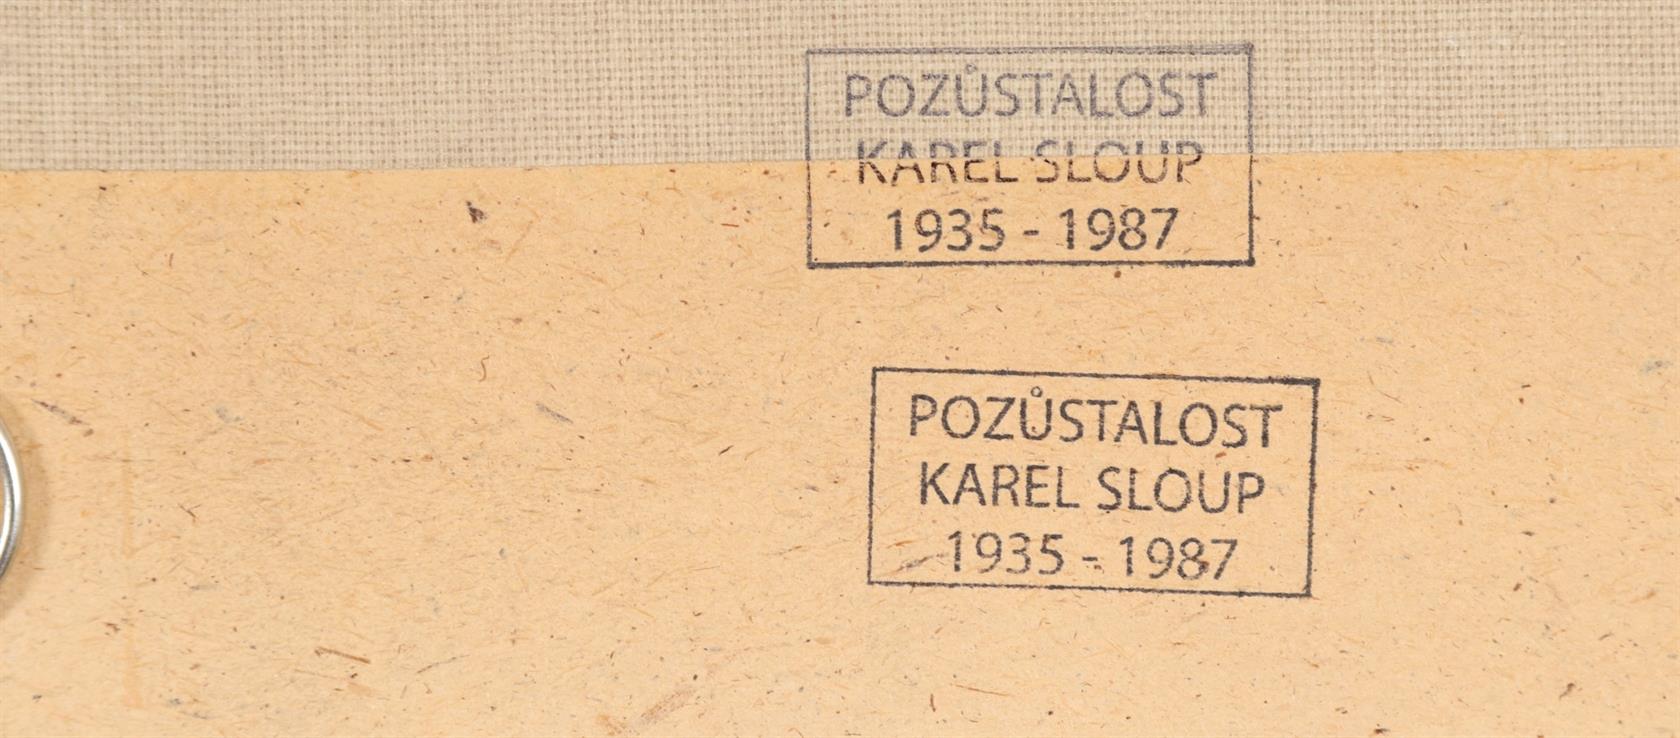 POZŮSTALOST
KAREL SLOUP
1935 - 1987
POZŮSTALOST
KAREL SLOUP
1935 - 1987